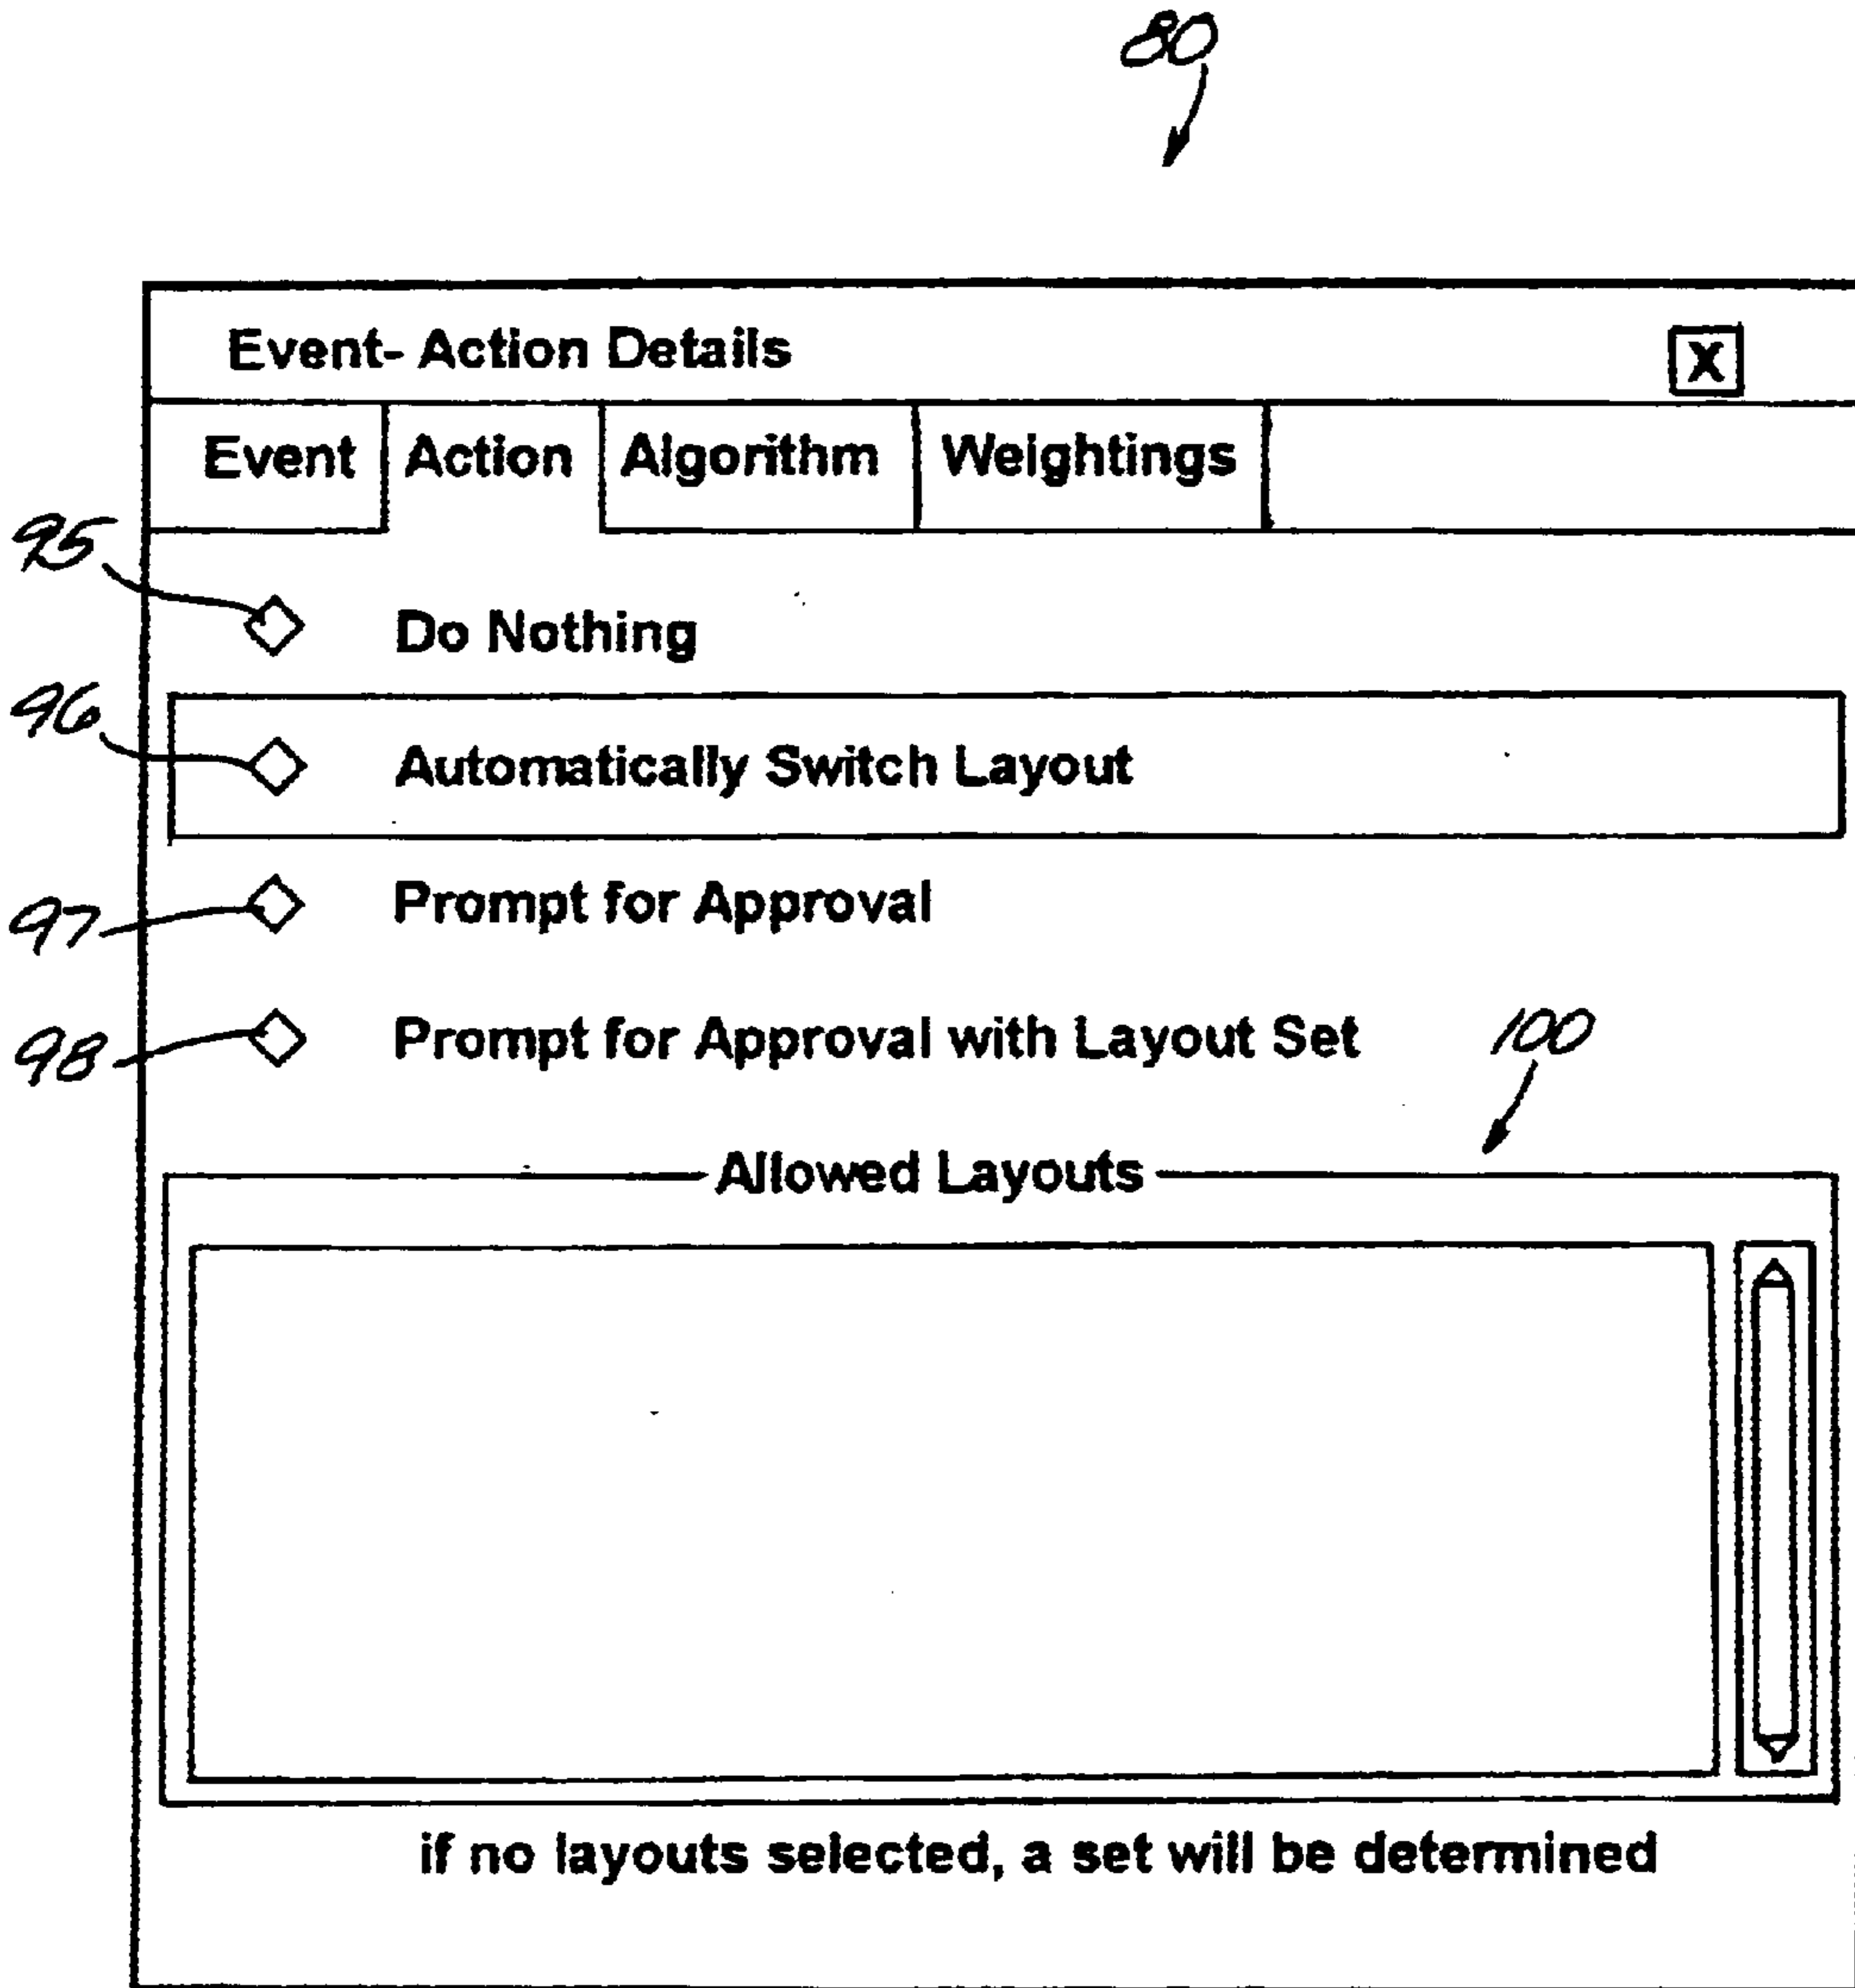 80
Event- Action Details X
Event Action Algorithm Weightings
95
Do Nothing
96
Automatically Switch Layout
97
Prompt for Approval
98
Prompt for Approval with Layout Set
100
Allowed Layouts
if no layouts selected, a set will be determined